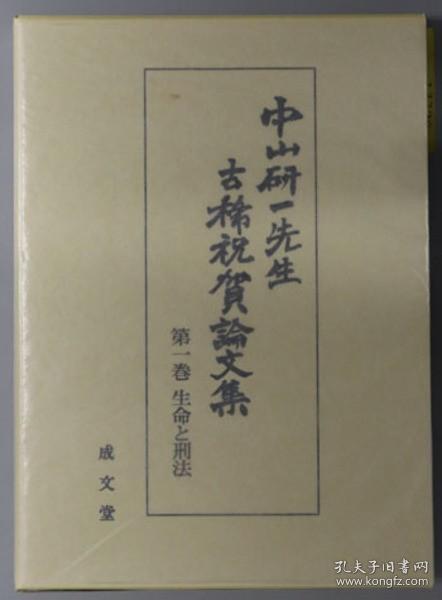 中山研一先生
古稀祝賀論文集
第一巻 生命と刑法
成文堂
孔夫子旧书网
www.kongfz.com